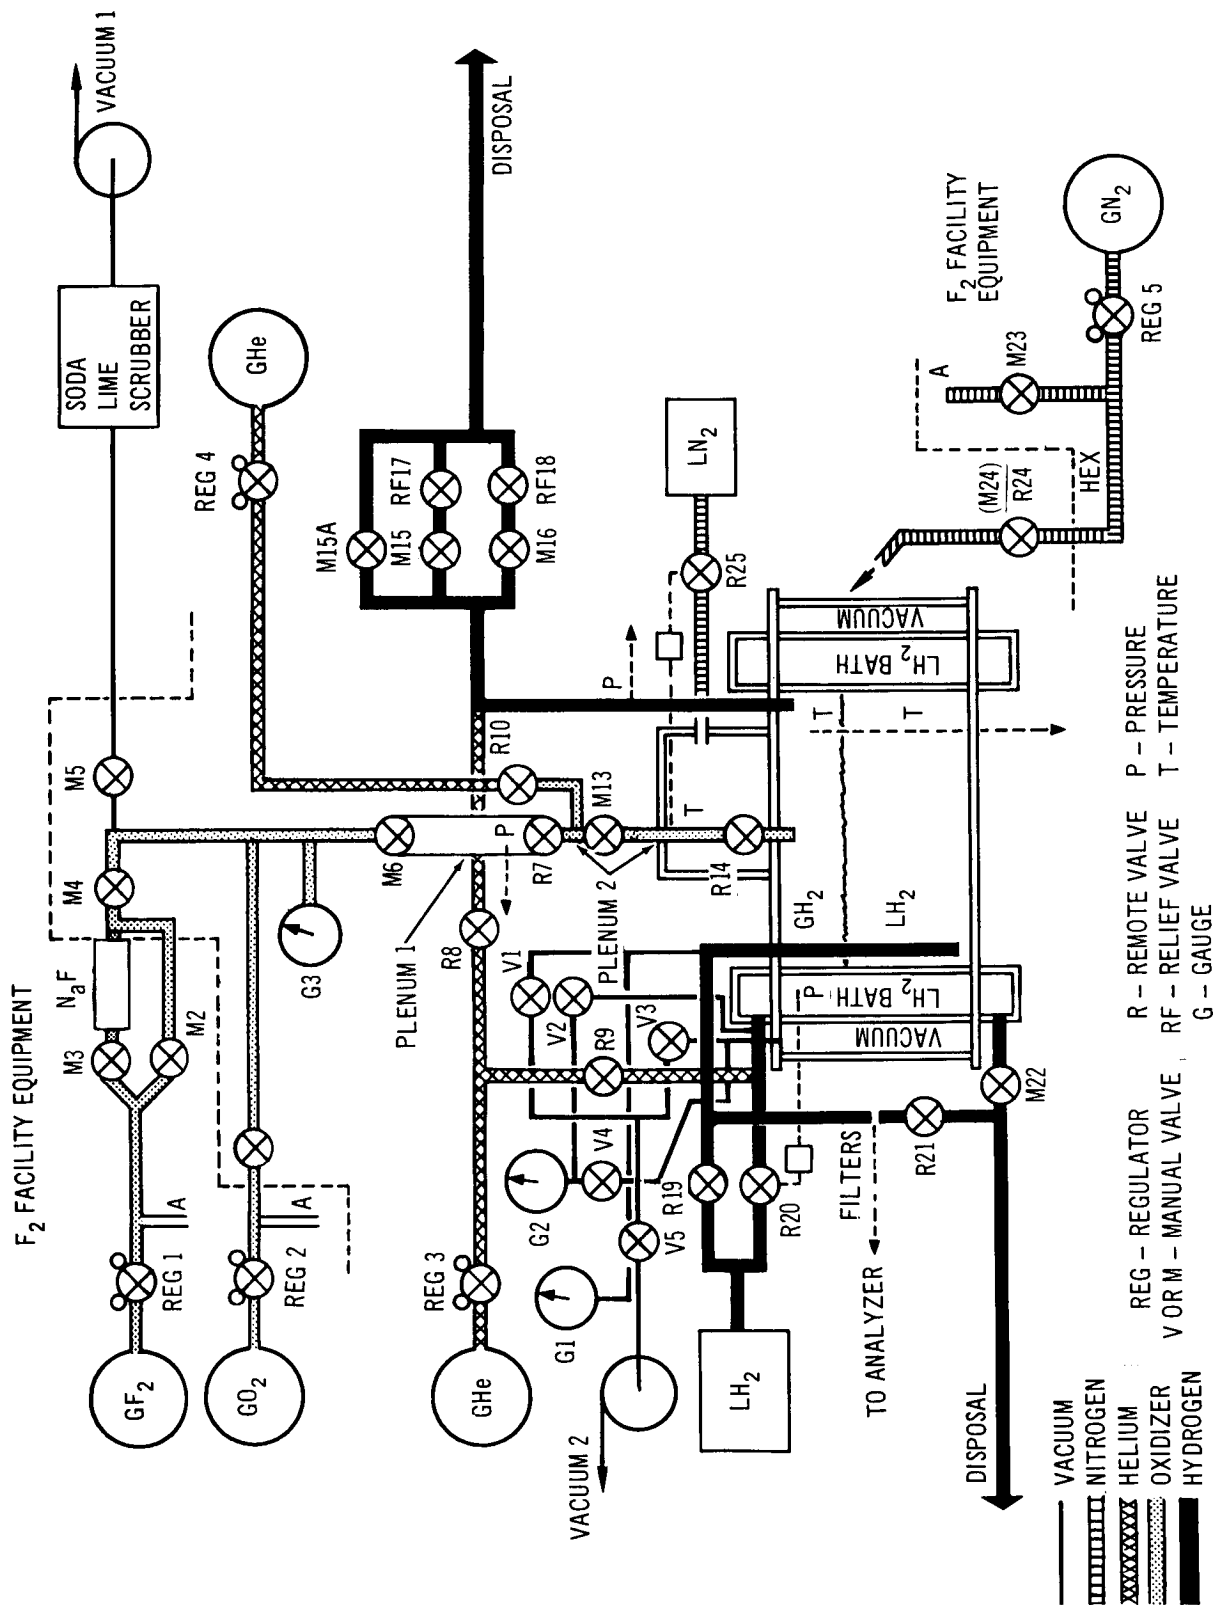 F2 FACILITY EQUIPMENT
VACUUM 1
SODA
LIME
SCRUBBER
GHe
REG 4
M5
M4
NaF
M3
M2
GF2
REG 1
A
GO2
REG 2
A
G3
M6
PLENUM 1
P
R7
R8
R10
M13
PLENUM 2
T
R14
M15A
M15
RF17
M16
RF18
DISPOSAL
GHe
REG 3
R9
V1
V2
V3
V4
V5
PLENUM 2
G2
G1
VACUUM 2
LH2
R19
R20
FILTERS
TO ANALYZER
R21
M22
DISPOSAL
P
LN2
R25
VACUUM
LH2 BATH
P
GH2
LH2
T
T
LH2 BATH
VACUUM
(M24)
R24
HEX
A
M23
F2 FACILITY
EQUIPMENT
REG 5
GN2
VACUUM
NITROGEN
HELIUM
OXIDIZER
HYDROGEN
REG - REGULATOR
V OR M - MANUAL VALVE
R - REMOTE VALVE
RF - RELIEF VALVE
G - GAUGE
P - PRESSURE
T - TEMPERATURE